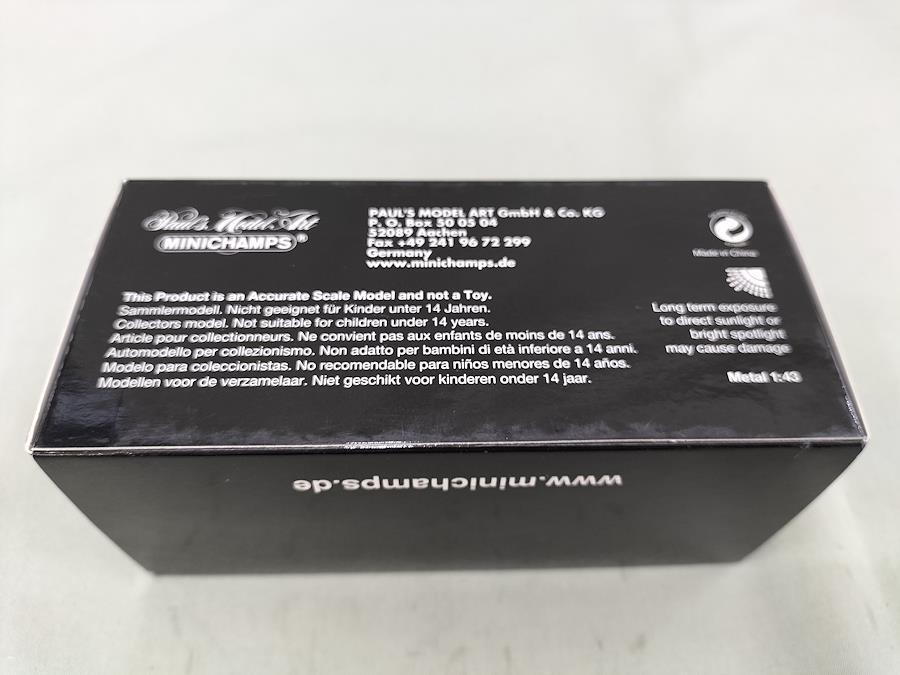 Paul's Model Art
MINICHAMPS®
PAUL'S MODEL ART GmbH & Co. KG
P. O. Box 50 05 04
52089 Aachen
Fax +49 241 96 72 299
Germany
www.minichamps.de
Made in China
This Product is an Accurate Scale Model and not a Toy.
Sammlermodell. Nicht geeignet für Kinder unter 14 Jahren.
Collectors model. Not suitable for children under 14 years.
Article pour collectionneurs. Ne convient pas aux enfants de moins de 14 ans.
Automodello per collezionismo. Non adatto per bambini di età inferiore a 14 anni.
Modelo para coleccionistas. No recomendable para niños menores de 14 años.
Modellen voor de verzamelaar. Niet geschikt voor kinderen onder 14 jaar.
Long term exposure
to direct sunlight or
bright spotlight
may cause damage
Metal 1:43
www.minichamps.de